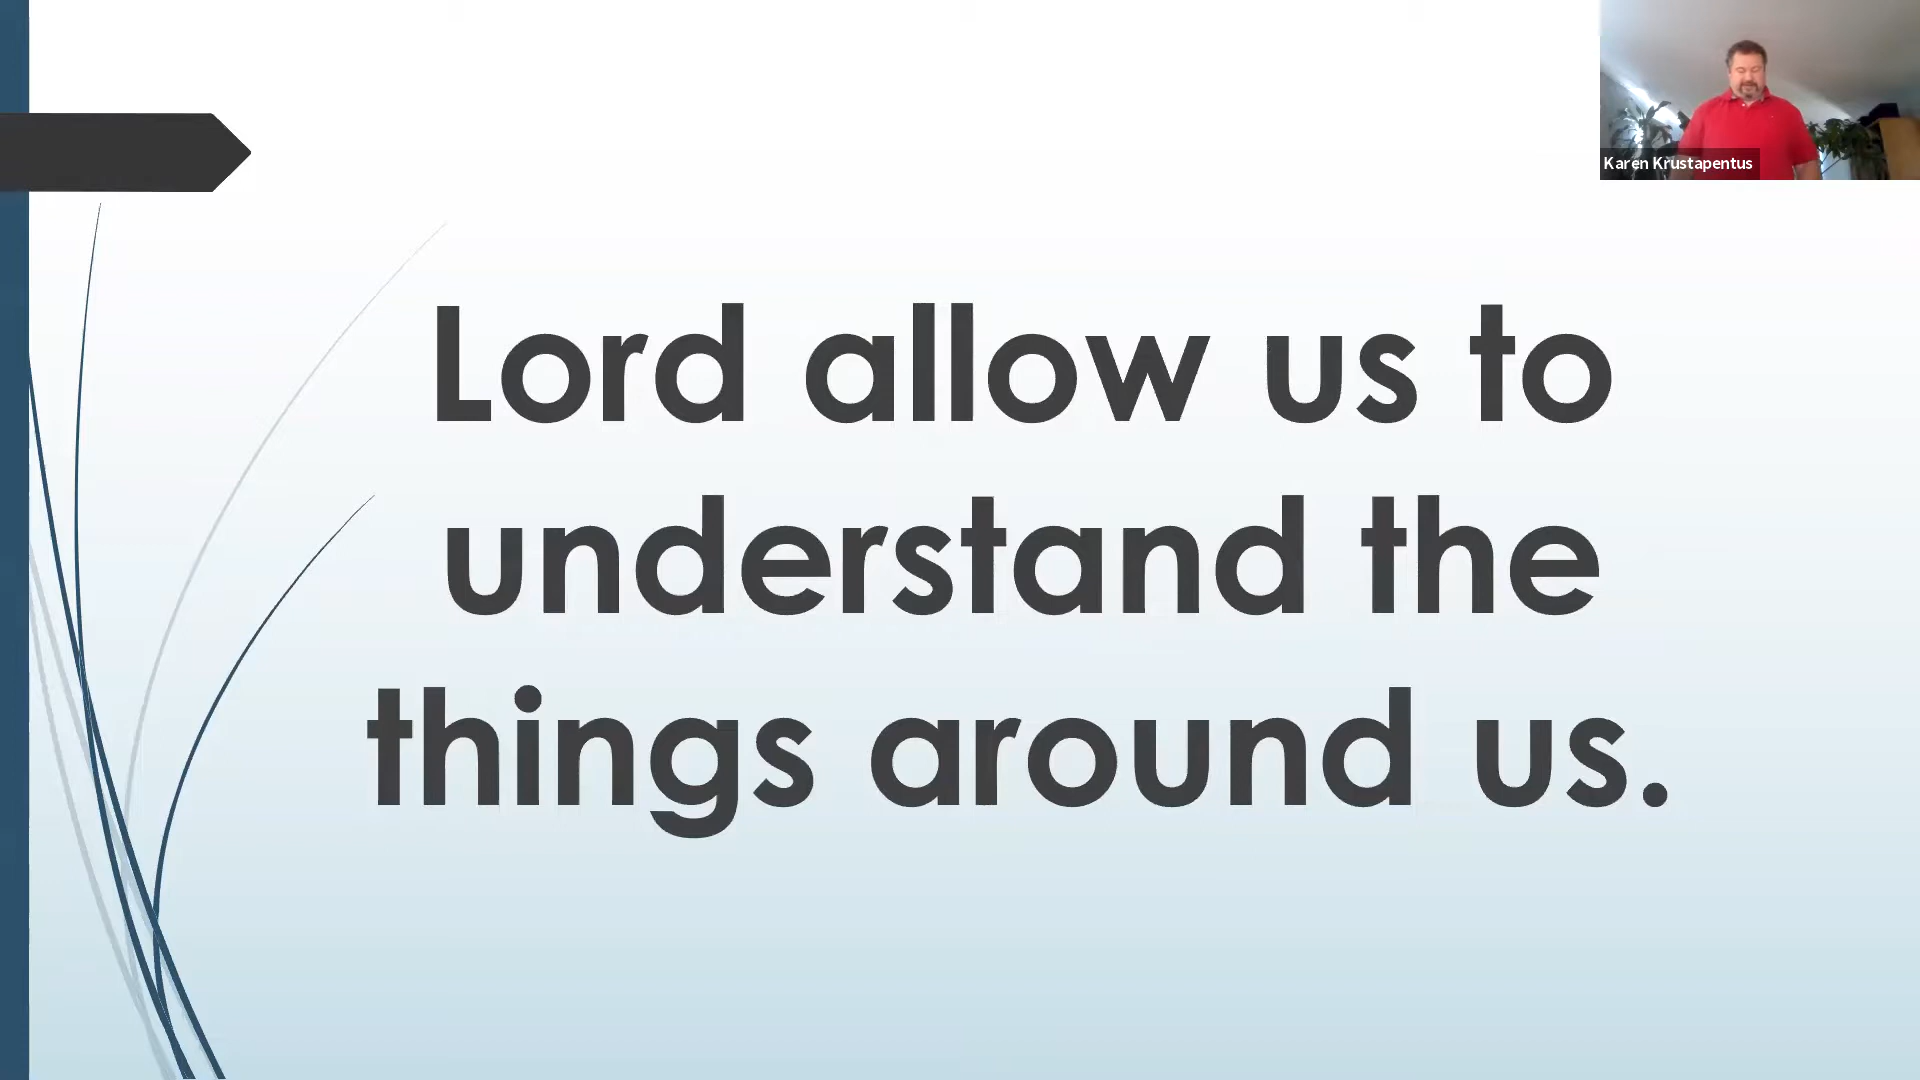 Karen Krustapentus
Lord allow us to
understand the
things around us.